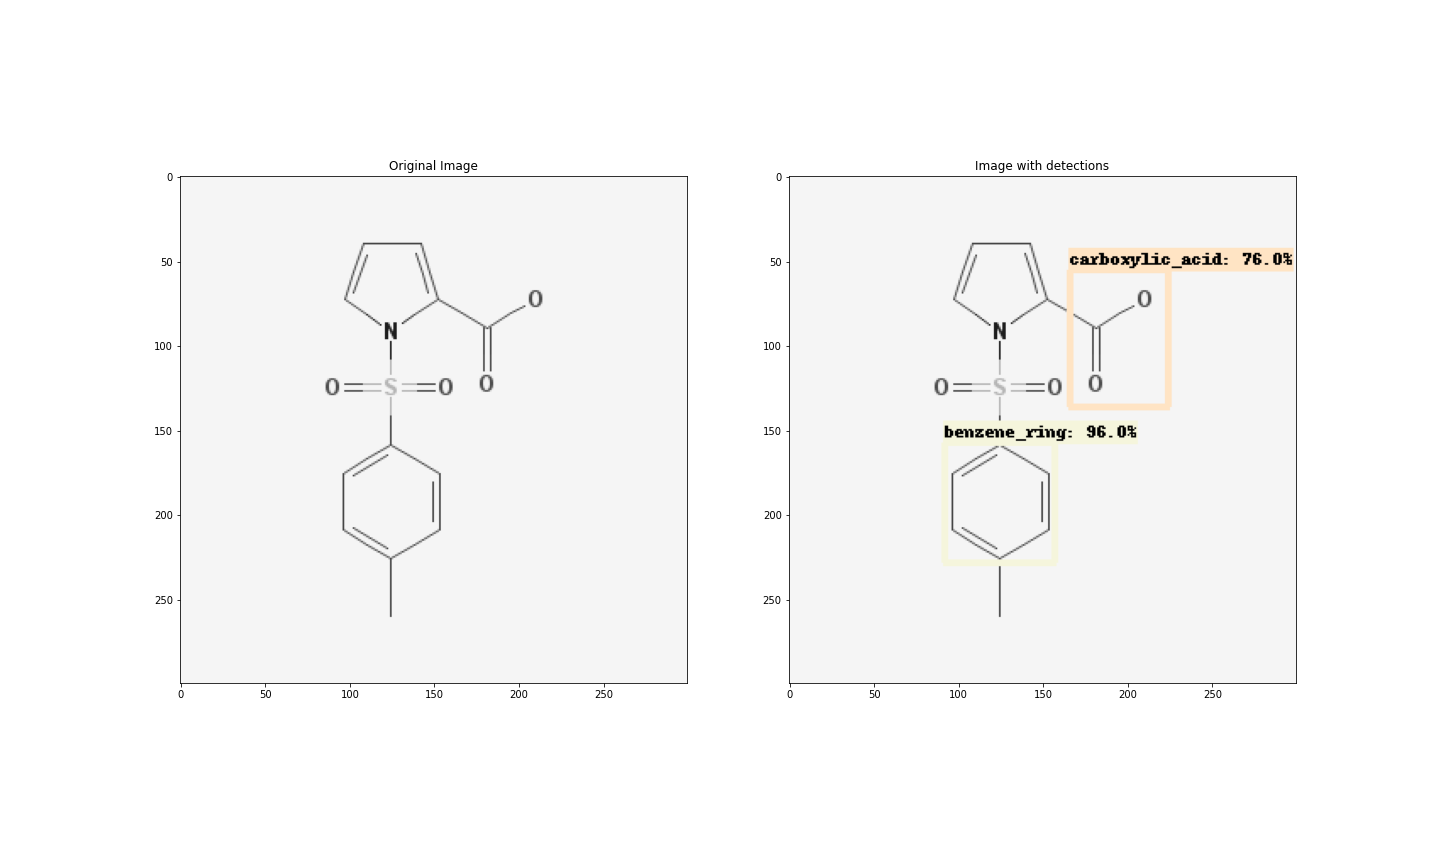 Original Image
0
50
100
150
200
250
0 50 100 150 200 250
O
N
O S O
O
Image with detections
0
50
100
150
200
250
0 50 100 150 200 250
carboxylic_acid: 76.0%
O
N
O S O
O
benzene_ring: 96.0%